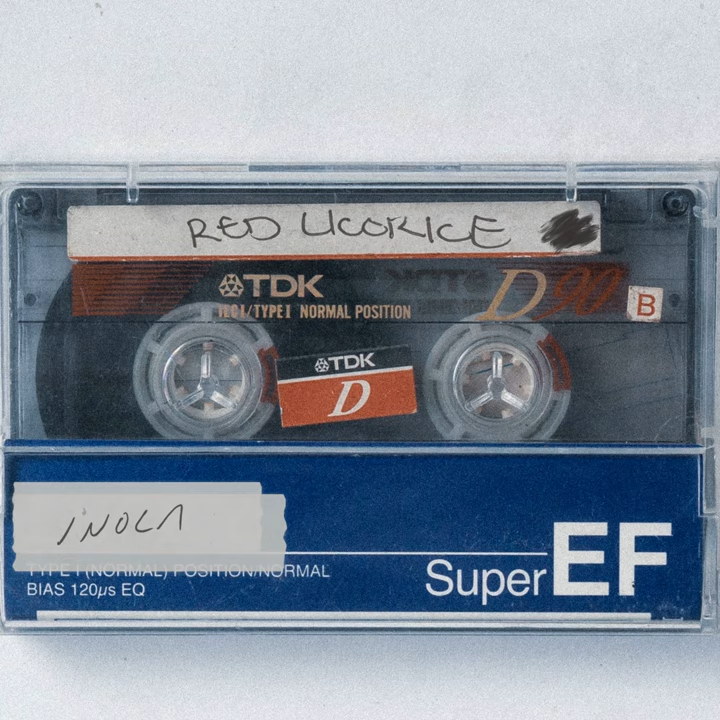 RED LICORICE
TDK
D90
IECI/TYPE I NORMAL POSITION
B
TDK
D
INOLA
TYPE I (NORMAL) POSITION/NORMAL
BIAS 120µs EQ
Super EF